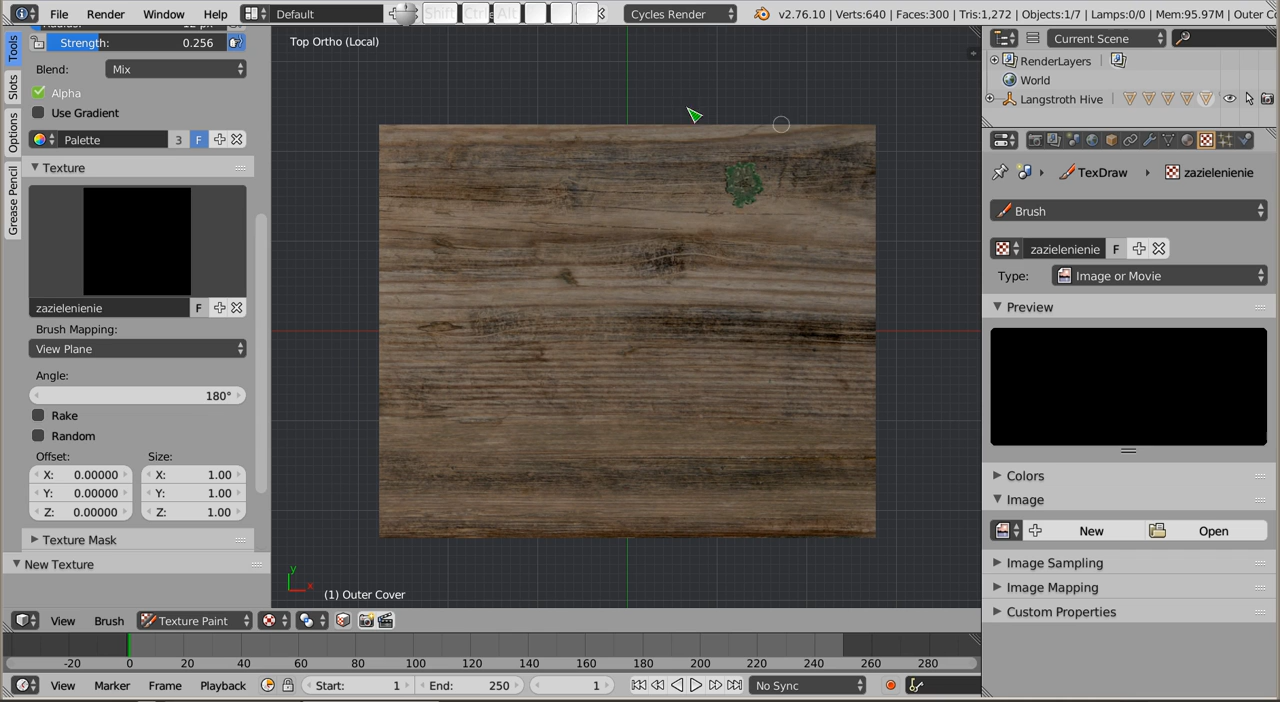 File Render Window Help Default Shift Ctrl Alt Cycles Render v2.76.10 | Verts:640 | Faces:300 | Tris:1,272 | Objects:1/7 | Lamps:0/0 | Mem:95.97M | Outer C
Tools
Slots
Options
Grease Pencil
Strength: 0.256
Blend: Mix
Alpha
Use Gradient
Palette 3 F
Texture
zazielenienie F
Brush Mapping:
View Plane
Angle:
180°
Rake
Random
Offset: Size:
X: 0.00000 X: 1.00
Y: 0.00000 Y: 1.00
Z: 0.00000 Z: 1.00
Texture Mask
New Texture
Top Ortho (Local)
y
x
(1) Outer Cover
View Brush Texture Paint
Current Scene
RenderLayers
World
Langstroth Hive
TexDraw zazielenienie
Brush
zazielenienie F
Type: Image or Movie
Preview
Colors
Image
New Open
Image Sampling
Image Mapping
Custom Properties
-20 0 20 40 60 80 100 120 140 160 180 200 220 240 260 280
View Marker Frame Playback Start: 1 End: 250 1 No Sync